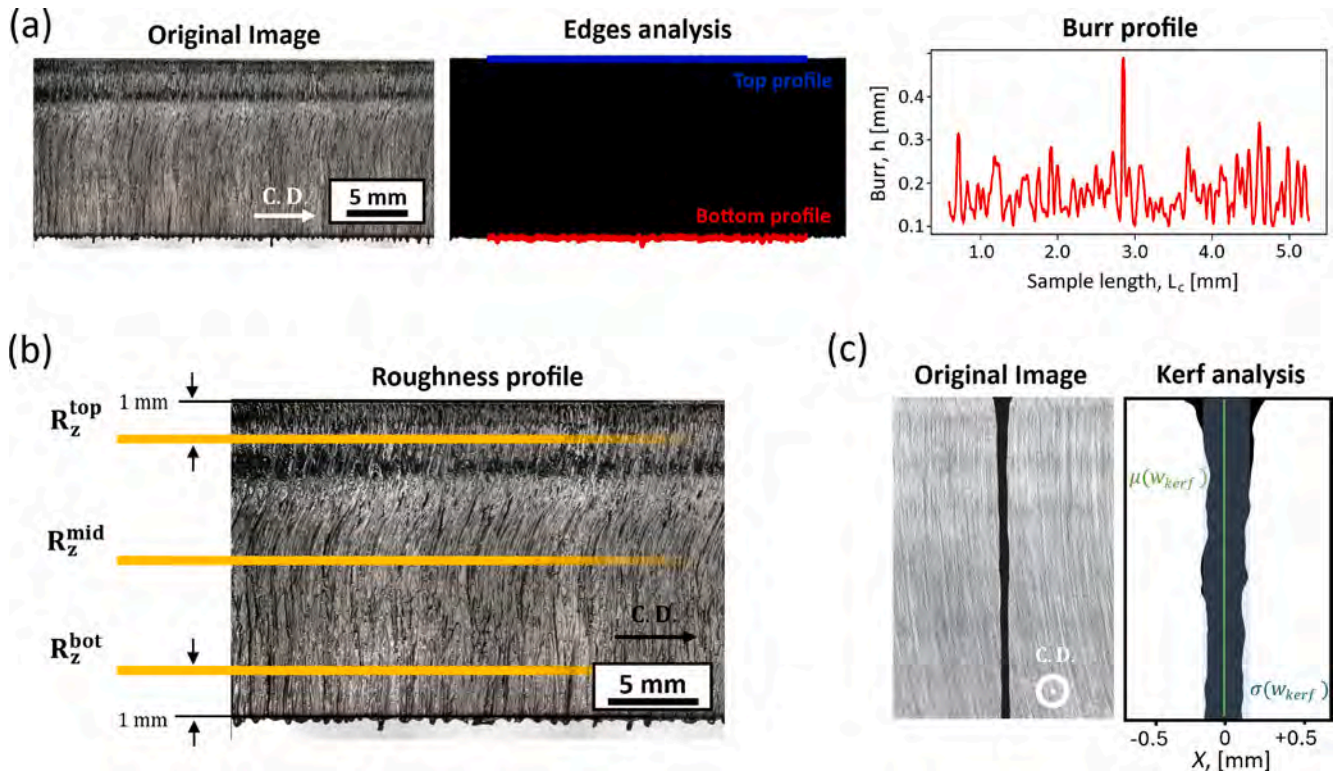 (a)
Original Image
C. D.
5 mm
Edges analysis
Top profile
Bottom profile
Burr profile
Burr, h [mm]
0.4
0.3
0.2
0.1
1.0 2.0 3.0 4.0 5.0
Sample length, L_c [mm]
(b)
Roughness profile
1 mm
R_z^top
R_z^mid
R_z^bot
1 mm
C. D.
5 mm
(c)
Original Image
C. D.
Kerf analysis
μ(w_kerf)
σ(w_kerf)
-0.5 0 +0.5
X, [mm]